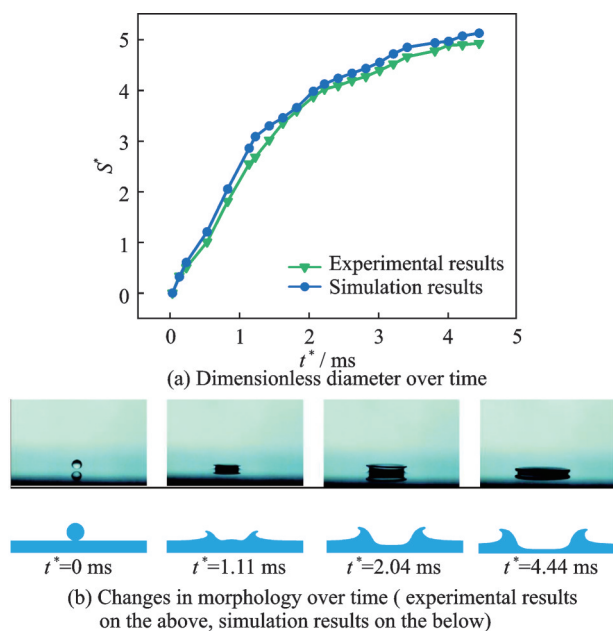 5
4
3
2
1
0
S*
Experimental results
Simulation results
0 1 2 3 4 5
t* / ms
(a) Dimensionless diameter over time
t*=0 ms t*=1.11 ms t*=2.04 ms t*=4.44 ms
(b) Changes in morphology over time ( experimental results
on the above, simulation results on the below)